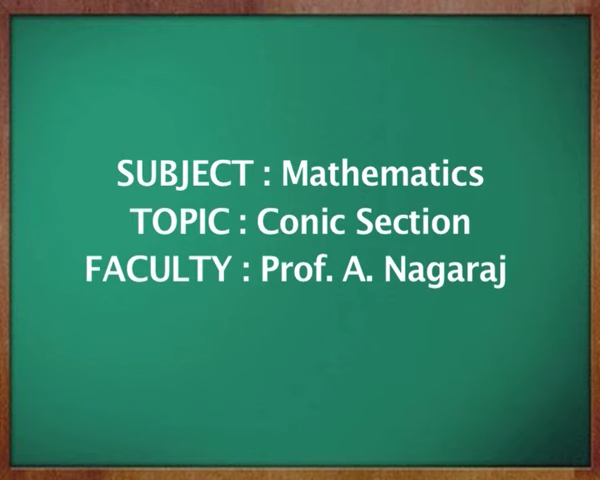 SUBJECT : Mathematics
TOPIC : Conic Section
FACULTY : Prof. A. Nagaraj